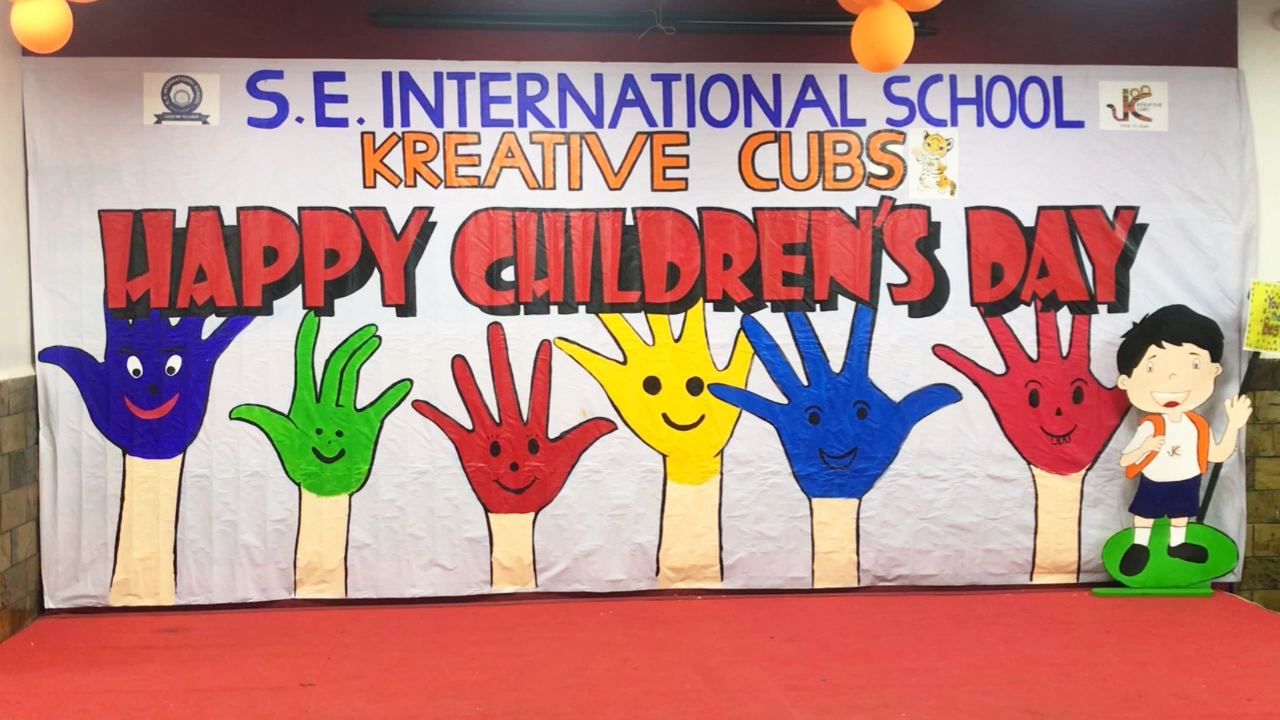 S.E. INTERNATIONAL SCHOOL
KREATIVE CUBS
HAPPY CHILDREN'S DAY